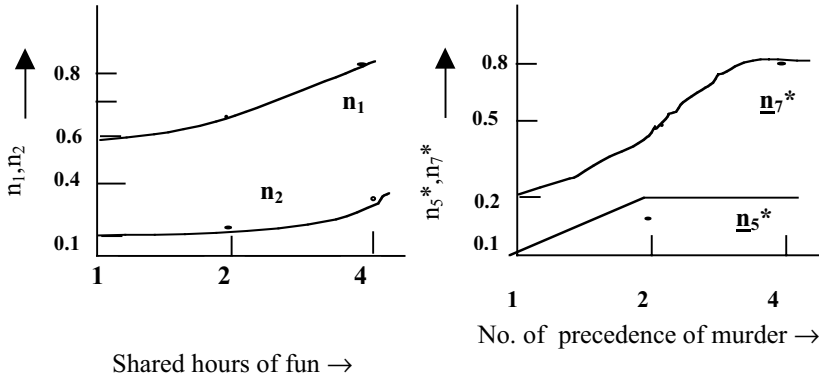 0.8
0.6
0.4
0.1
n1,n2
n1
n2
1 2 4
Shared hours of fun →
0.8
0.5
0.2
0.1
n5*,n7*
n7*
n5*
1 2 4
No. of precedence of murder →